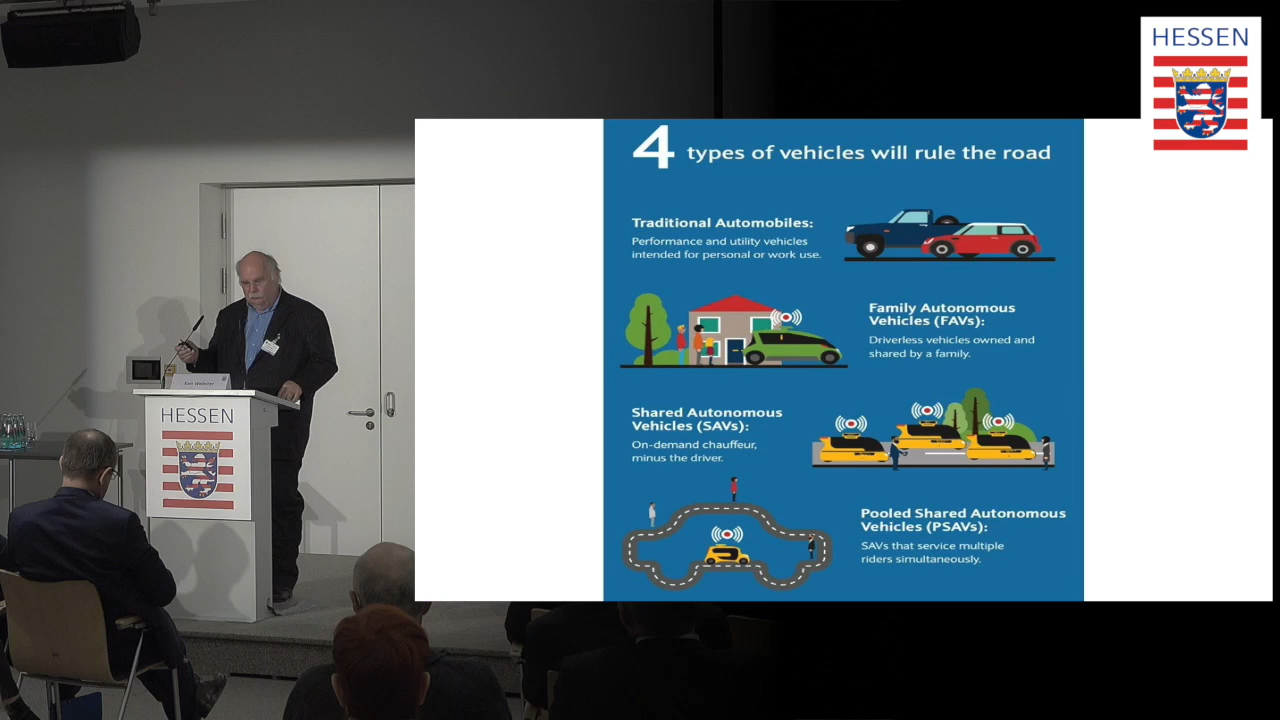 HESSEN
4 types of vehicles will rule the road
Traditional Automobiles:
Performance and utility vehicles
intended for personal or work use.
Family Autonomous
Vehicles (FAVs):
Driverless vehicles owned and
shared by a family.
Shared Autonomous
Vehicles (SAVs):
On-demand chauffeur,
minus the driver.
Pooled Shared Autonomous
Vehicles (PSAVs):
SAVs that service multiple
riders simultaneously.
Ken Webster
HESSEN